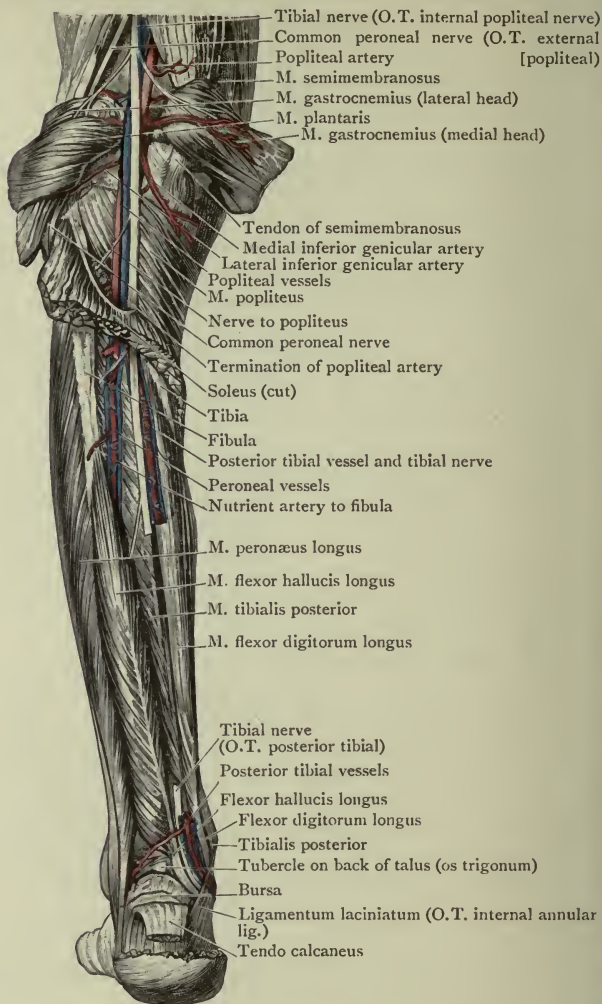 Tibial nerve (O.T. internal popliteal nerve)
Common peroneal nerve (O.T. external
Popliteal artery [popliteal)
M. semimembranosus
M. gastrocnemius (lateral head)
M. plantaris
M. gastrocnemius (medial head)
Tendon of semimembranosus
Medial inferior genicular artery
Lateral inferior genicular artery
Popliteal vessels
M. popliteus
Nerve to popliteus
Common peroneal nerve
Termination of popliteal artery
Soleus (cut)
Tibia
Fibula
Posterior tibial vessel and tibial nerve
Peroneal vessels
Nutrient artery to fibula
M. peronæus longus
M. flexor hallucis longus
M. tibialis posterior
M. flexor digitorum longus
Tibial nerve
(O.T. posterior tibial)
Posterior tibial vessels
Flexor hallucis longus
Flexor digitorum longus
Tibialis posterior
Tubercle on back of talus (os trigonum)
Bursa
Ligamentum laciniatum (O.T. internal annular
lig.)
Tendo calcaneus